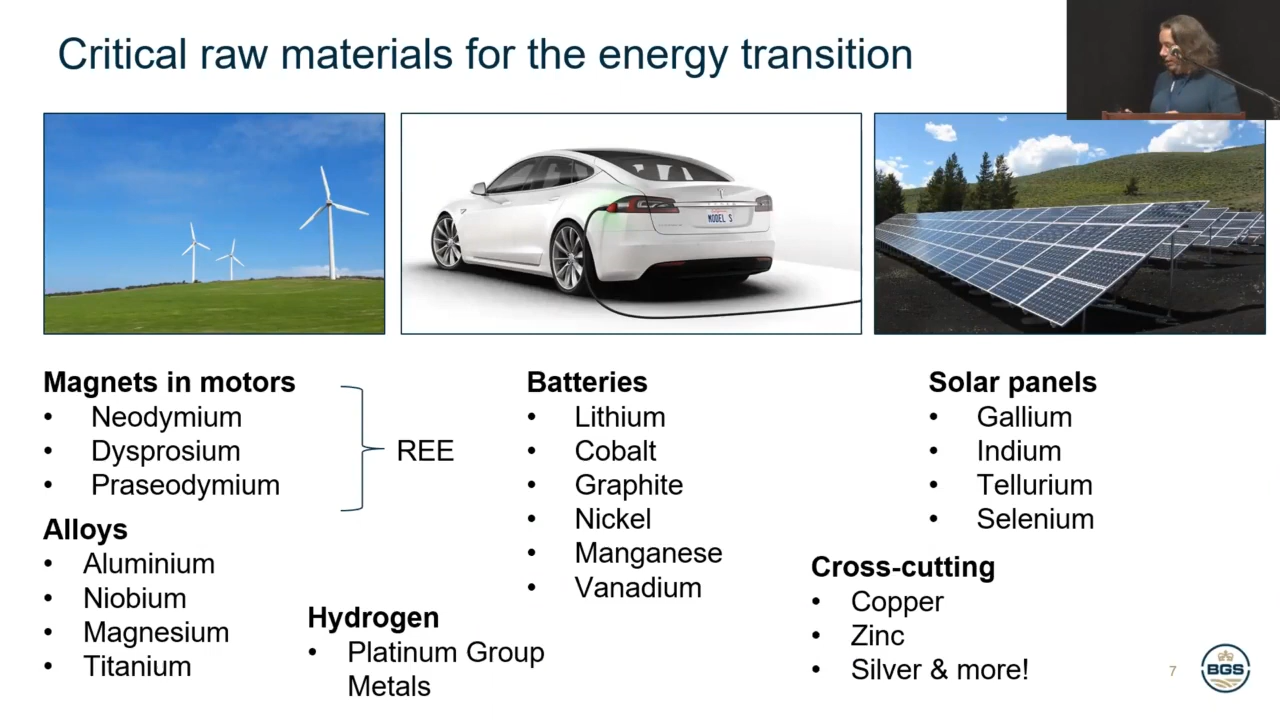 Critical raw materials for the energy transition
MODEL S
Magnets in motors
• Neodymium
• Dysprosium
• Praseodymium
REE
Alloys
• Aluminium
• Niobium
• Magnesium
• Titanium
Hydrogen
• Platinum Group
Metals
Batteries
• Lithium
• Cobalt
• Graphite
• Nickel
• Manganese
• Vanadium
Solar panels
• Gallium
• Indium
• Tellurium
• Selenium
Cross-cutting
• Copper
• Zinc
• Silver & more!
7
BGS